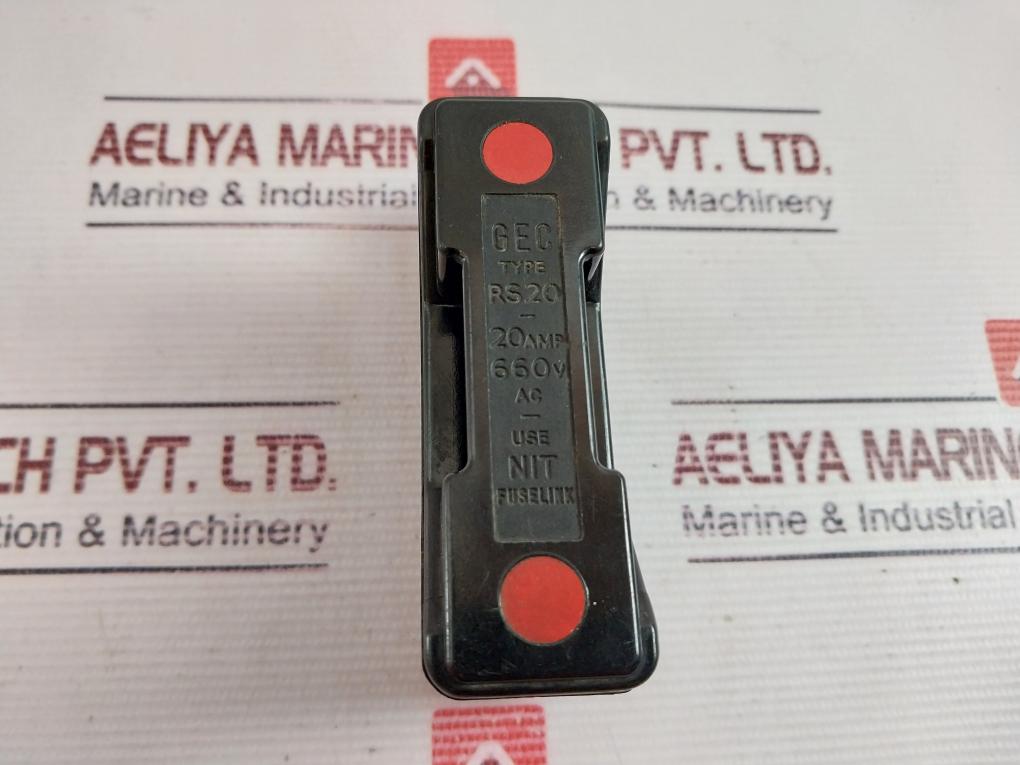 AELIYA MARIN PVT. LTD.
Marine & Industrial & Machinery
GEC
TYPE
RS20
20AMP
660V
AC
USE
NIT
FUSELINK
CH PVT. LTD.
tion & Machinery
AELIYA MARIN
Marine & Industrial